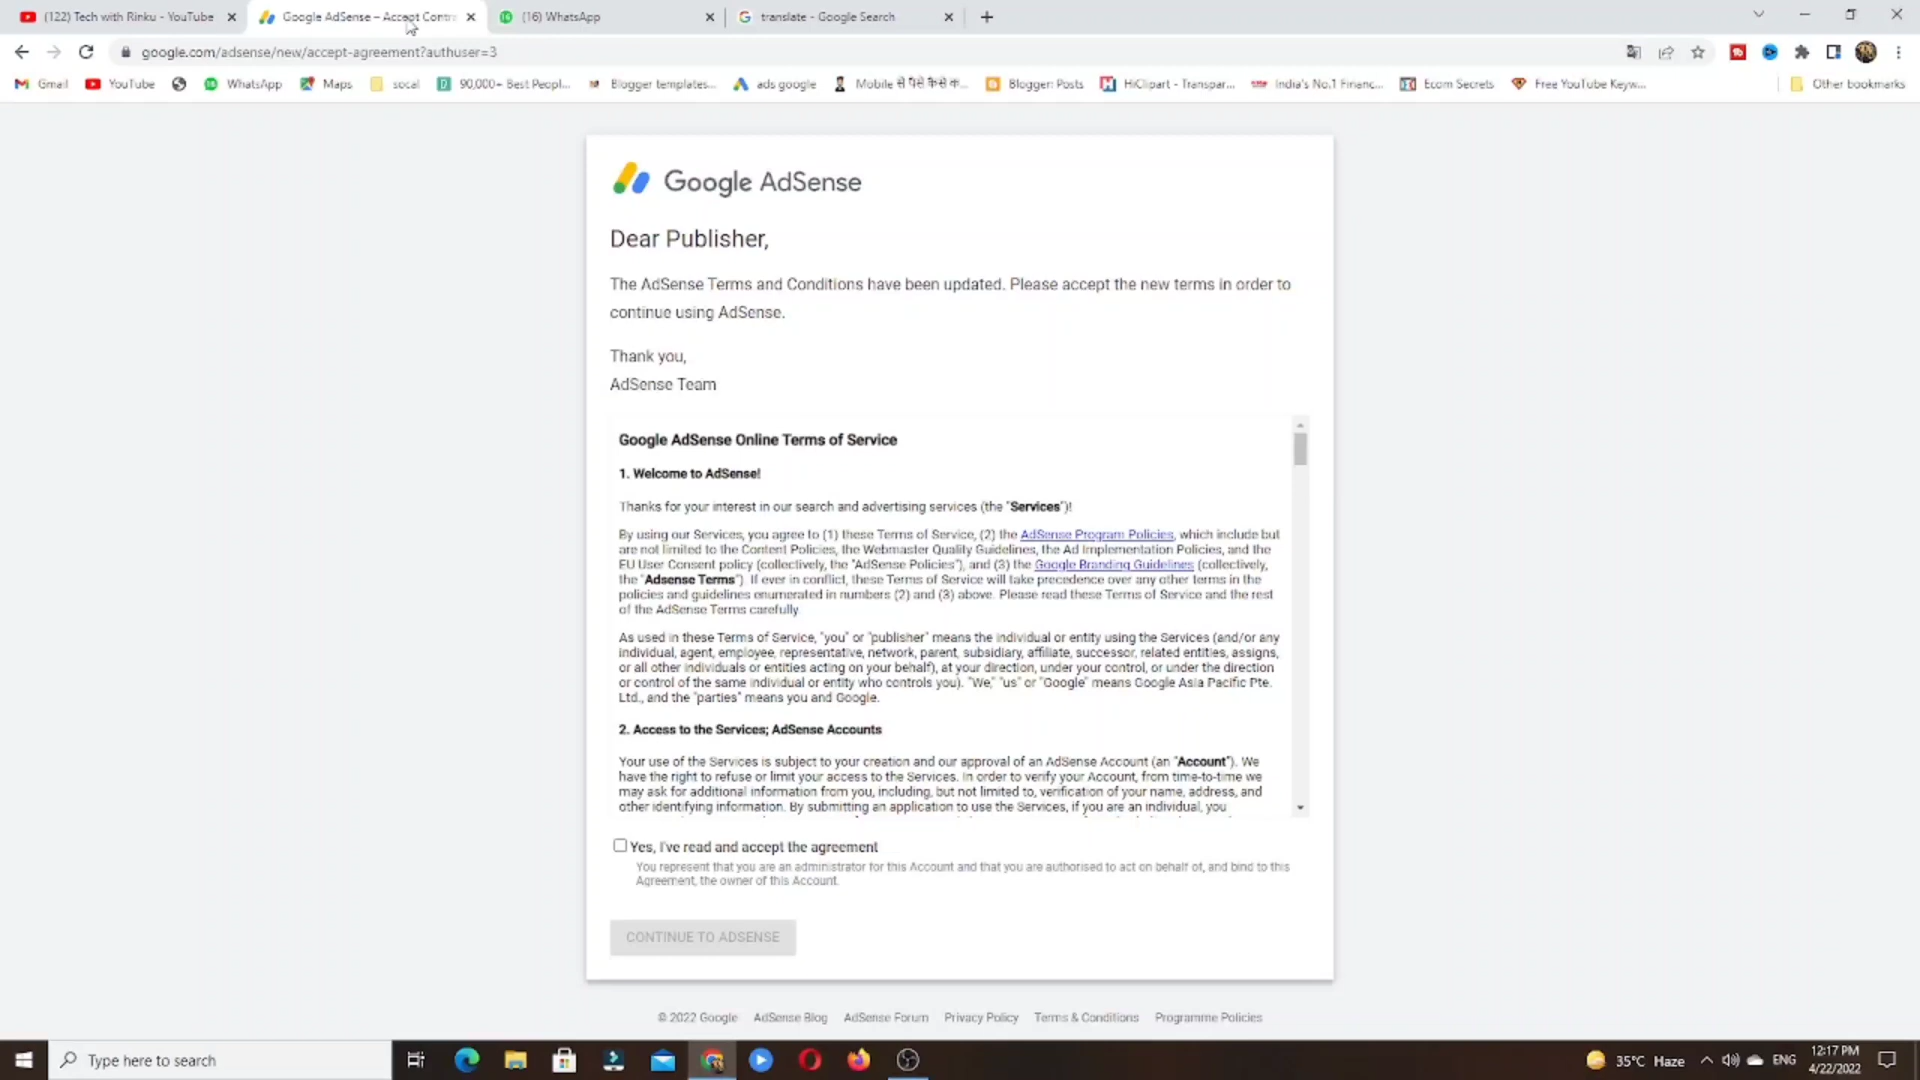 (122) Tech with Rinku - YouTube
Google AdSense – Accept Contr
(16) WhatsApp
translate - Google Search
google.com/adsense/new/accept-agreement?authuser=3
Gmail
YouTube
WhatsApp
Maps
socal
90,000+ Best Peopl...
Blogger templates...
ads google
Mobile से पैसे कैसे क...
Blogger: Posts
HiClipart - Transpar...
India's No.1 Financ...
Ecom Secrets
Free YouTube Keyw...
Other bookmarks
Google AdSense
Dear Publisher,
The AdSense Terms and Conditions have been updated. Please accept the new terms in order to
continue using AdSense.
Thank you,
AdSense Team
Google AdSense Online Terms of Service
1. Welcome to AdSense!
Thanks for your interest in our search and advertising services (the "Services")!
By using our Services, you agree to (1) these Terms of Service, (2) the AdSense Program Policies, which include but
are not limited to the Content Policies, the Webmaster Quality Guidelines, the Ad Implementation Policies, and the
EU User Consent policy (collectively, the "AdSense Policies"), and (3) the Google Branding Guidelines (collectively,
the "Adsense Terms"). If ever in conflict, these Terms of Service will take precedence over any other terms in the
policies and guidelines enumerated in numbers (2) and (3) above. Please read these Terms of Service and the rest
of the AdSense Terms carefully.
As used in these Terms of Service, "you" or "publisher" means the individual or entity using the Services (and/or any
individual, agent, employee, representative, network, parent, subsidiary, affiliate, successor, related entities, assigns,
or all other individuals or entities acting on your behalf), at your direction, under your control, or under the direction
or control of the same individual or entity who controls you). "We," "us" or "Google" means Google Asia Pacific Pte.
Ltd., and the "parties" means you and Google.
2. Access to the Services; AdSense Accounts
Your use of the Services is subject to your creation and our approval of an AdSense Account (an "Account"). We
have the right to refuse or limit your access to the Services. In order to verify your Account, from time-to-time we
may ask for additional information from you, including, but not limited to, verification of your name, address, and
other identifying information. By submitting an application to use the Services, if you are an individual, you
Yes, I've read and accept the agreement
You represent that you are an administrator for this Account and that you are authorised to act on behalf of, and bind to this
Agreement, the owner of this Account.
CONTINUE TO ADSENSE
© 2022 Google
AdSense Blog
AdSense Forum
Privacy Policy
Terms & Conditions
Programme Policies
Type here to search
35°C Haze
ENG
12:17 PM
4/22/2022